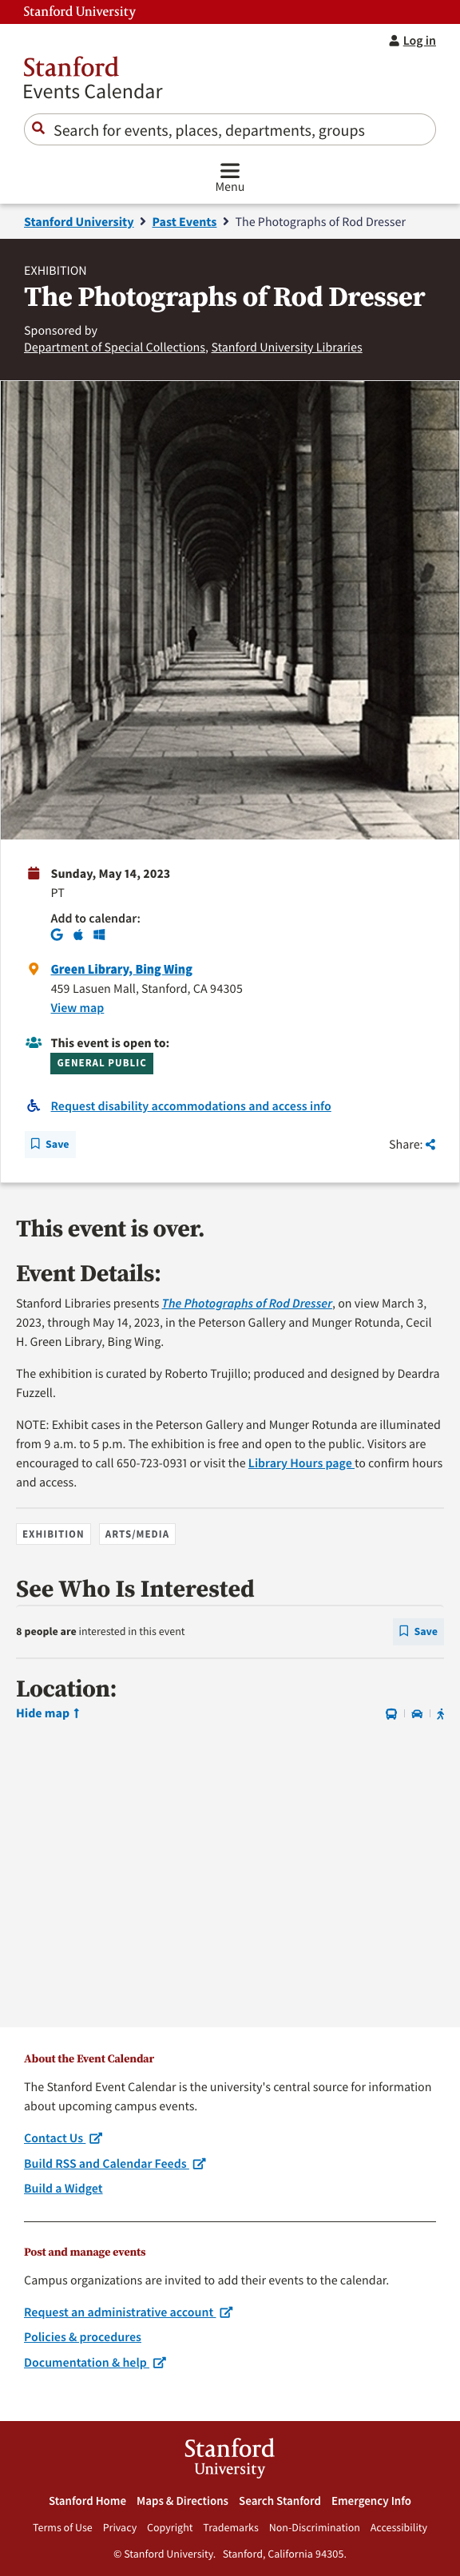 Stanford University
Log in
Stanford
Events Calendar
Search for events, places, departments, groups
Menu
Stanford University > Past Events > The Photographs of Rod Dresser
EXHIBITION
The Photographs of Rod Dresser
Sponsored by
Department of Special Collections, Stanford University Libraries
Sunday, May 14, 2023
PT
Add to calendar:
Green Library, Bing Wing
459 Lasuen Mall, Stanford, CA 94305
View map
This event is open to:
GENERAL PUBLIC
Request disability accommodations and access info
Save
Share:
This event is over.
Event Details:
Stanford Libraries presents The Photographs of Rod Dresser, on view March 3,
2023, through May 14, 2023, in the Peterson Gallery and Munger Rotunda, Cecil
H. Green Library, Bing Wing.
The exhibition is curated by Roberto Trujillo; produced and designed by Deardra
Fuzzell.
NOTE: Exhibit cases in the Peterson Gallery and Munger Rotunda are illuminated
from 9 a.m. to 5 p.m. The exhibition is free and open to the public. Visitors are
encouraged to call 650-723-0931 or visit the Library Hours page to confirm hours
and access.
EXHIBITION ARTS/MEDIA
See Who Is Interested
8 people are interested in this event
Save
Location:
Hide map
About the Event Calendar
The Stanford Event Calendar is the university's central source for information
about upcoming campus events.
Contact Us
Build RSS and Calendar Feeds
Build a Widget
Post and manage events
Campus organizations are invited to add their events to the calendar.
Request an administrative account
Policies & procedures
Documentation & help
Stanford
University
Stanford Home Maps & Directions Search Stanford Emergency Info
Terms of Use Privacy Copyright Trademarks Non-Discrimination Accessibility
© Stanford University. Stanford, California 94305.